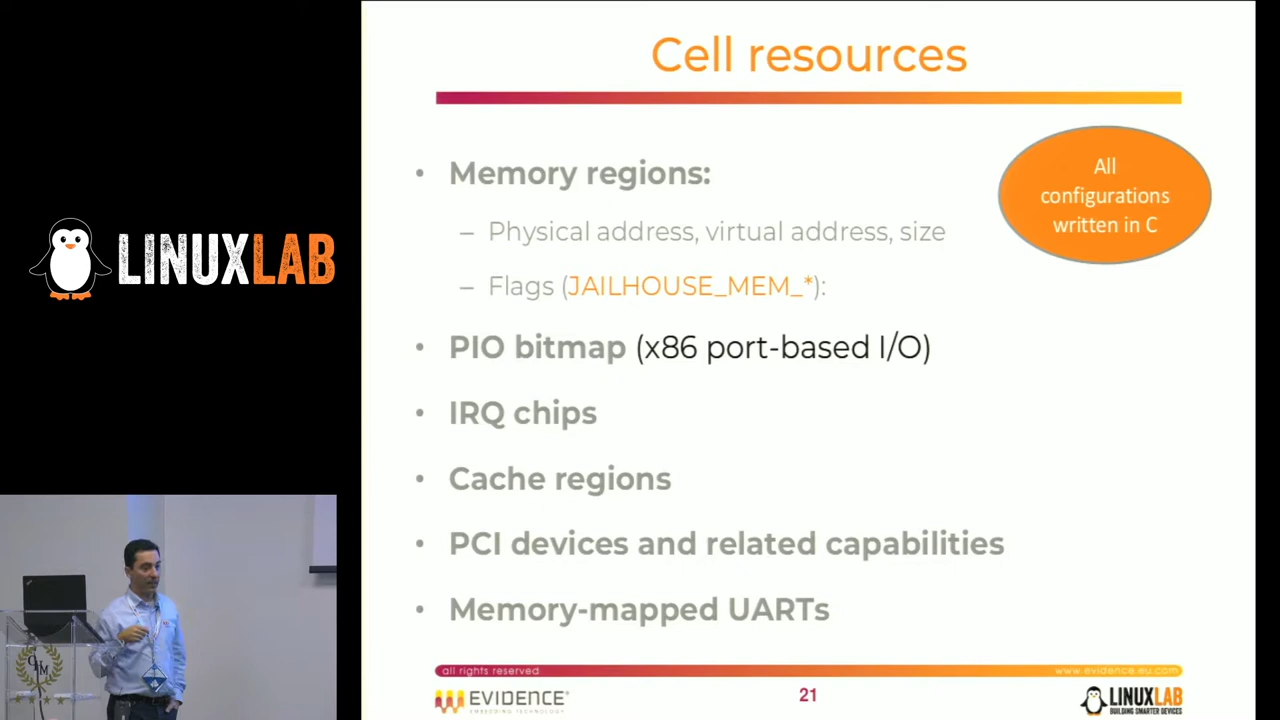 Cell resources
All
configurations
written in C
• Memory regions:
– Physical address, virtual address, size
– Flags (JAILHOUSE_MEM_*):
• PIO bitmap (x86 port-based I/O)
• IRQ chips
• Cache regions
• PCI devices and related capabilities
• Memory-mapped UARTs
LINUXLAB
all rights reserved
www.evidence.eu.com
EVIDENCE®
EMBEDDING TECHNOLOGY
21
LINUXLAB
BUILDING SMARTER DEVICES